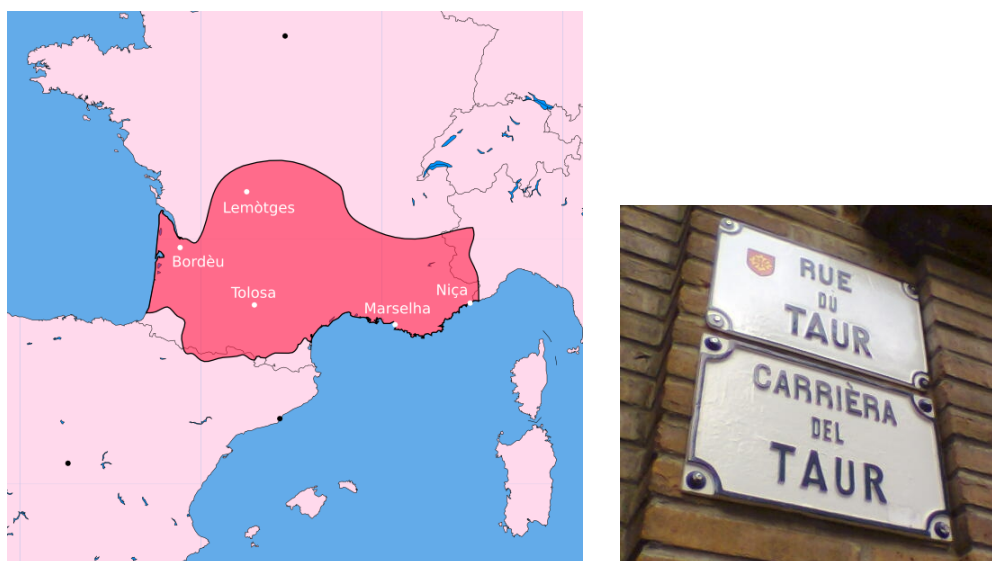 Lemòtges
Bordèu
Tolosa
Niça
Marselha
RUE
DU
TAUR
CARRIÈRA
DEL
TAUR